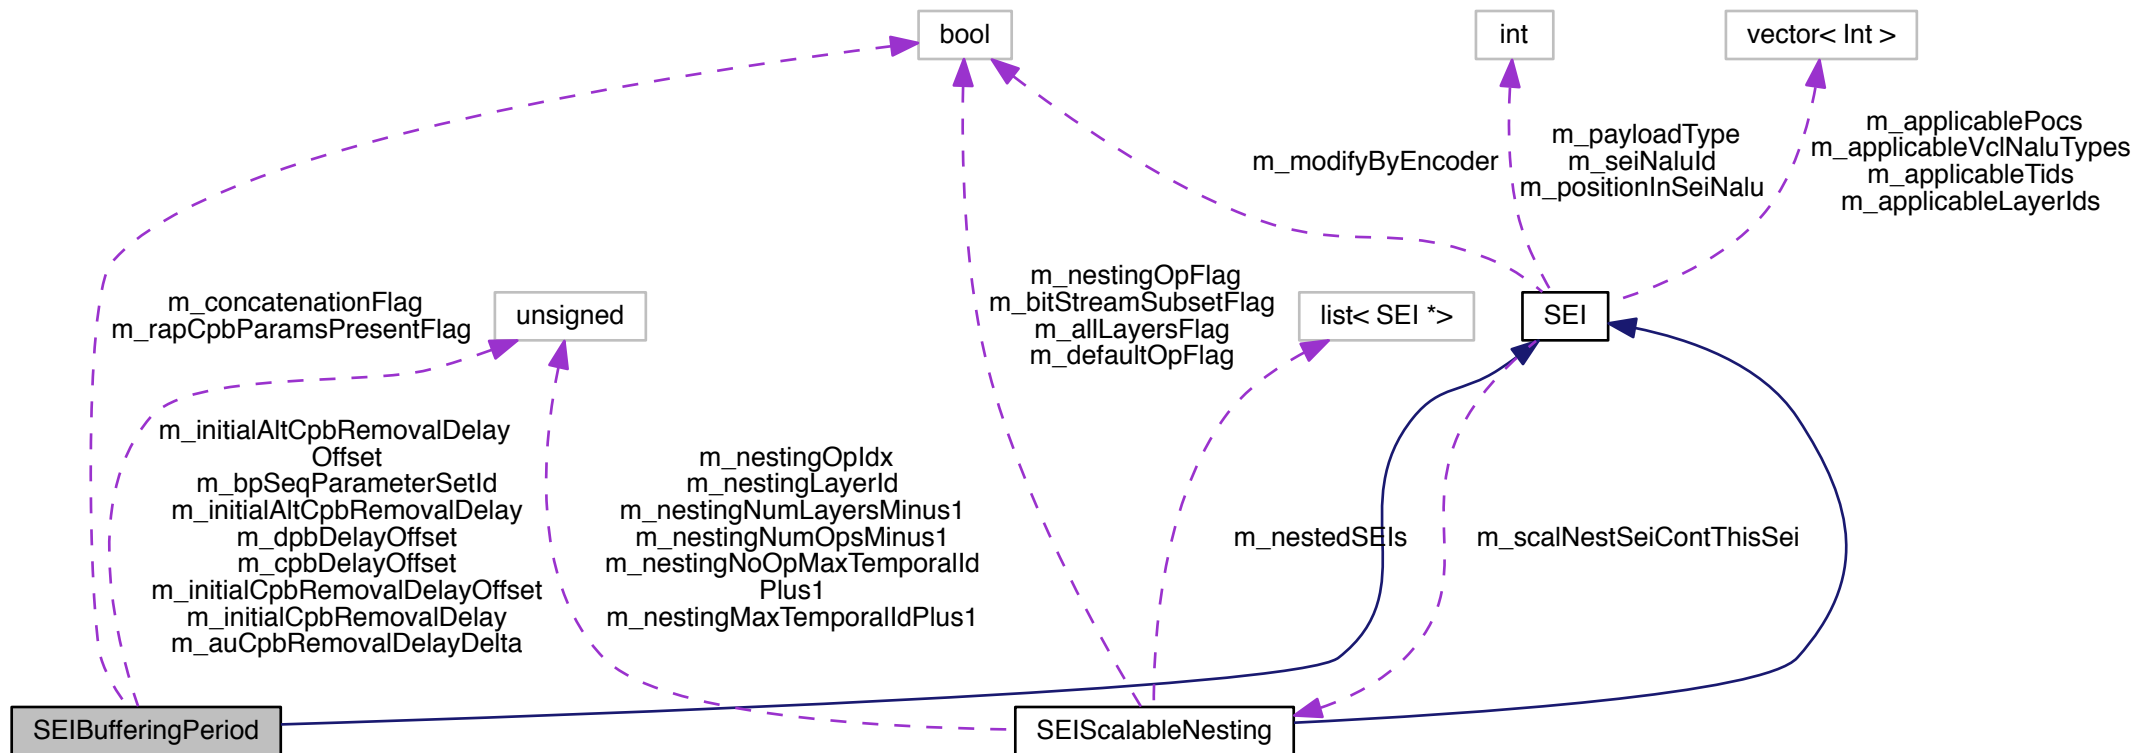 bool
int
vector< Int >
m_applicablePocs
m_applicableVclNaluTypes
m_applicableTids
m_applicableLayerIds
m_payloadType
m_seiNaluId
m_positionInSeiNalu
m_modifyByEncoder
m_concatenationFlag
m_rapCpbParamsPresentFlag
unsigned
m_nestingOpFlag
m_bitStreamSubsetFlag
m_allLayersFlag
m_defaultOpFlag
list< SEI *>
SEI
m_initialAltCpbRemovalDelay
Offset
m_bpSeqParameterSetId
m_initialAltCpbRemovalDelay
m_dpbDelayOffset
m_cpbDelayOffset
m_initialCpbRemovalDelayOffset
m_initialCpbRemovalDelay
m_auCpbRemovalDelayDelta
m_nestingOpIdx
m_nestingLayerId
m_nestingNumLayersMinus1
m_nestingNumOpsMinus1
m_nestingNoOpMaxTemporalId
Plus1
m_nestingMaxTemporalIdPlus1
m_nestedSEIs
m_scalNestSeiContThisSei
SEIBufferingPeriod
SEIScalableNesting